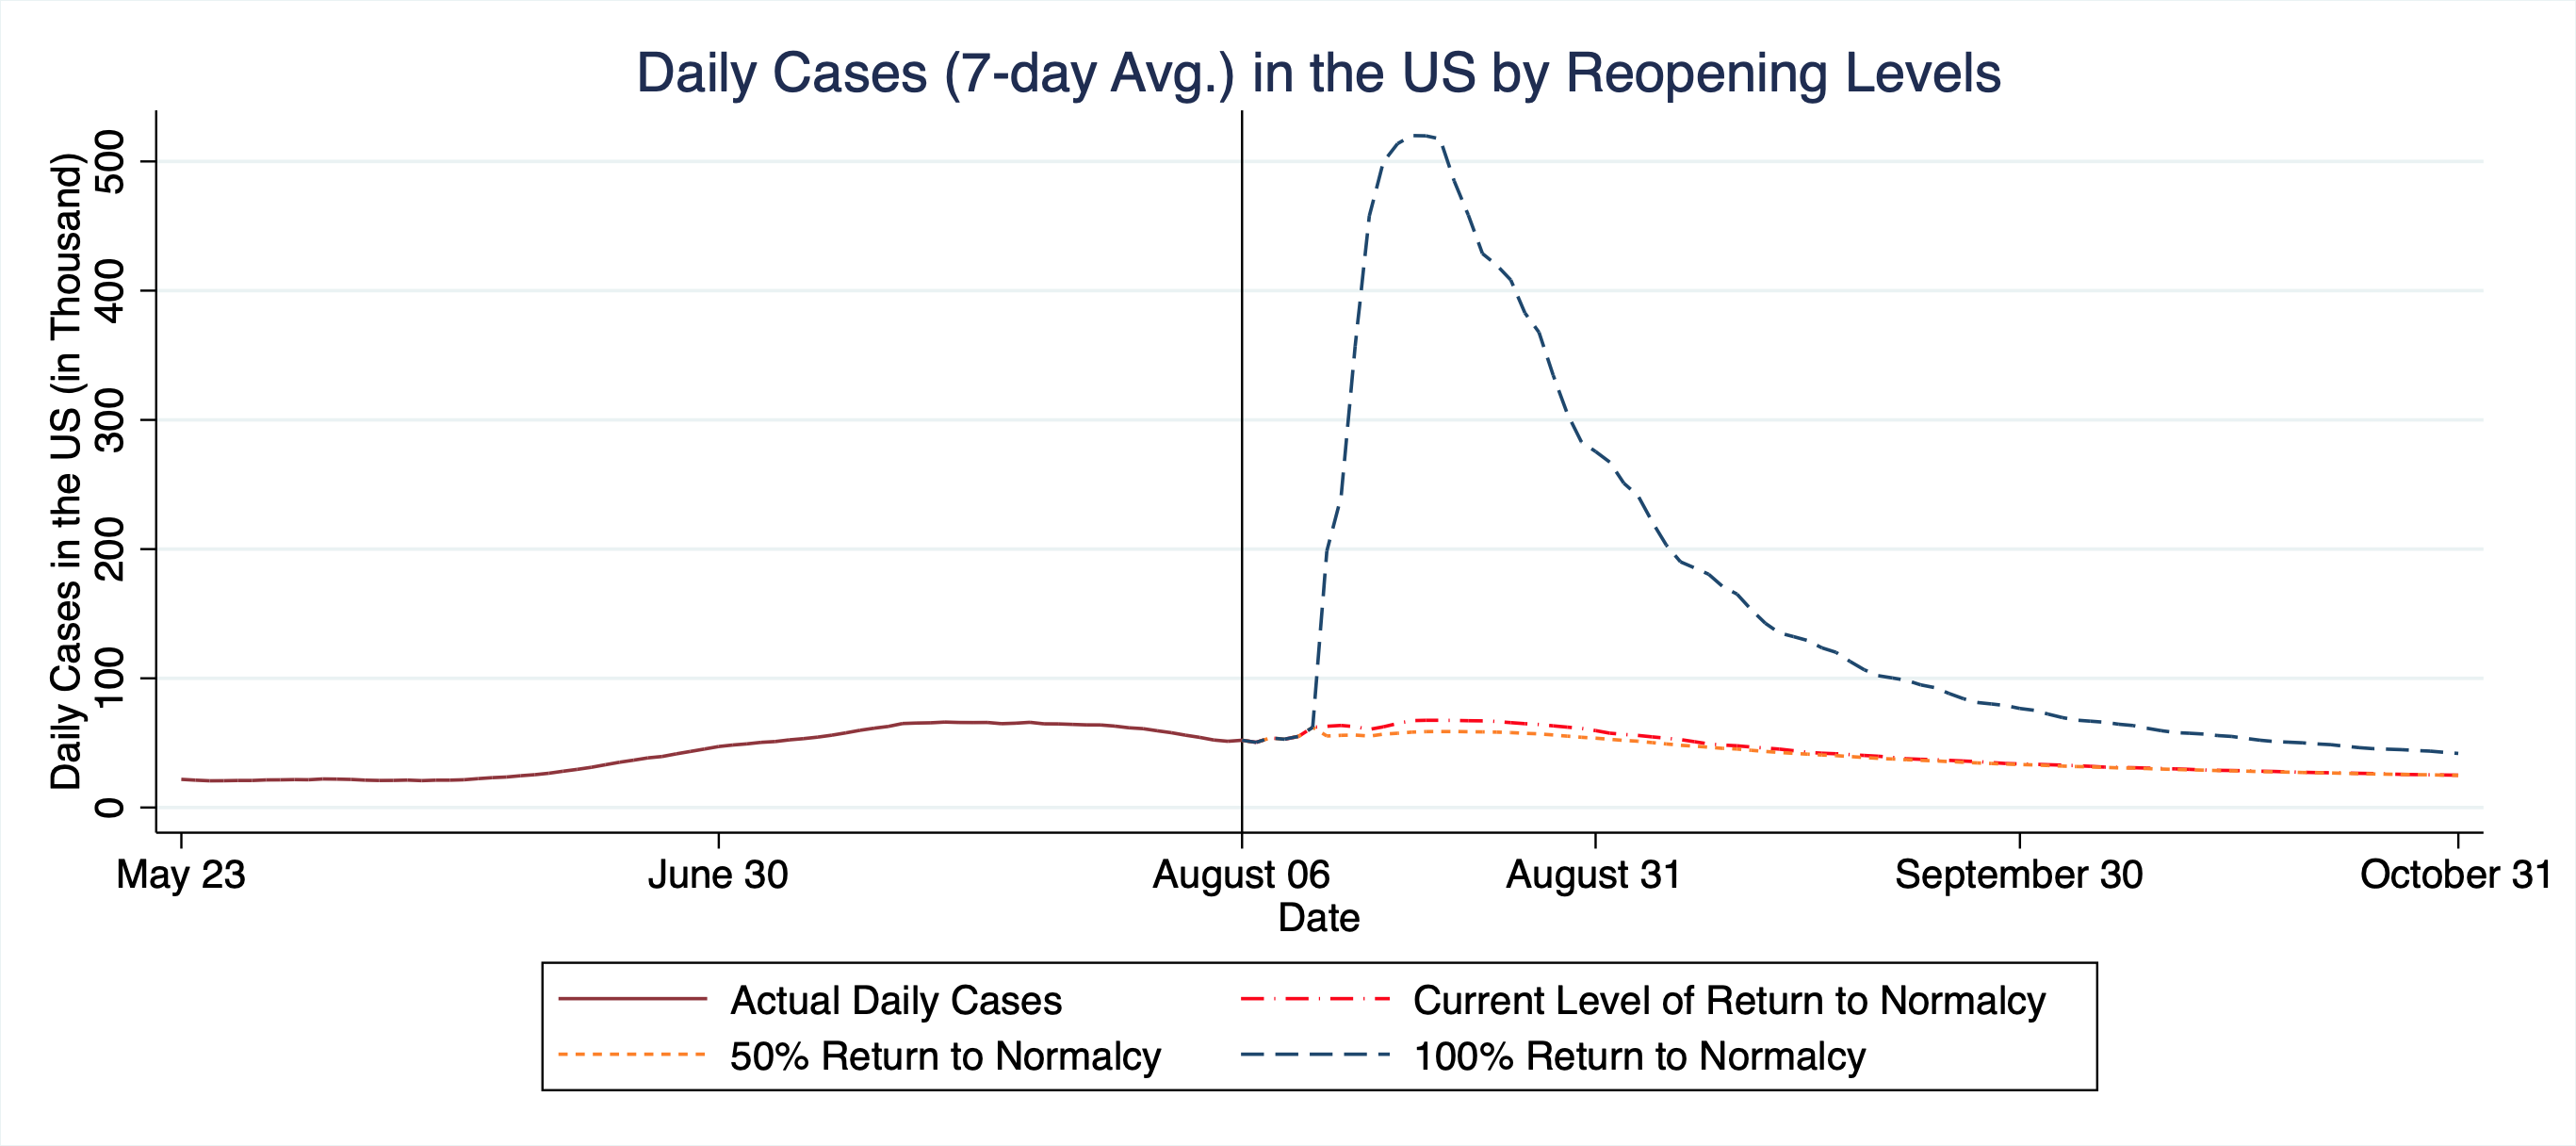 Daily Cases (7-day Avg.) in the US by Reopening Levels
Daily Cases in the US (in Thousand)
500
400
300
200
100
0
May 23
June 30
August 06
August 31
September 30
October 31
Date
Actual Daily Cases
Current Level of Return to Normalcy
50% Return to Normalcy
100% Return to Normalcy